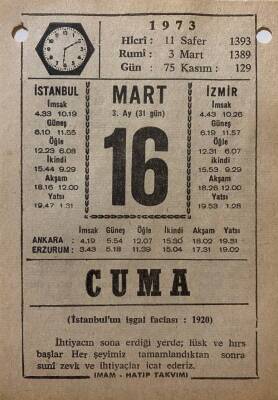 1973
Hicrî : 11 Safer 1393
Rumi : 3 Mart 1389
Gün : 75 Kasım : 129
İSTANBUL
İmsak
4.33 10.19
Güneş
6.10 11.55
Öğle
12.23 6.08
İkindi
15.44 9.29
Akşam
18.16 12.00
Yatsı
19.47 1.31
MART
3. Ay (31 gün)
16
İZMİR
İmsak
4.43 10.26
Güneş
6.19 11.57
Öğle
12.31 6.25
İkindi
15.53 9.29
Akşam
18.26 12.00
Yatsı
19.53 1.28
İmsak Güneş Öğle İkindi Akşam Yatsı
ANKARA : 4.19 5.54 12.07 15.30 18.02 19.31
ERZURUM : 3.43 5.18 11.39 15.04 17.31 19.02
CUMA
(İstanbul'un işgal faciası : 1920)
İhtiyacın sona erdiği yerde; lüsk ve hırs
başlar Her şeyimiz tamamlandıktan sonra
sunî zevk ve ihtiyaçlar icat ederiz.
İMAM - HATİP TAKVİMİ